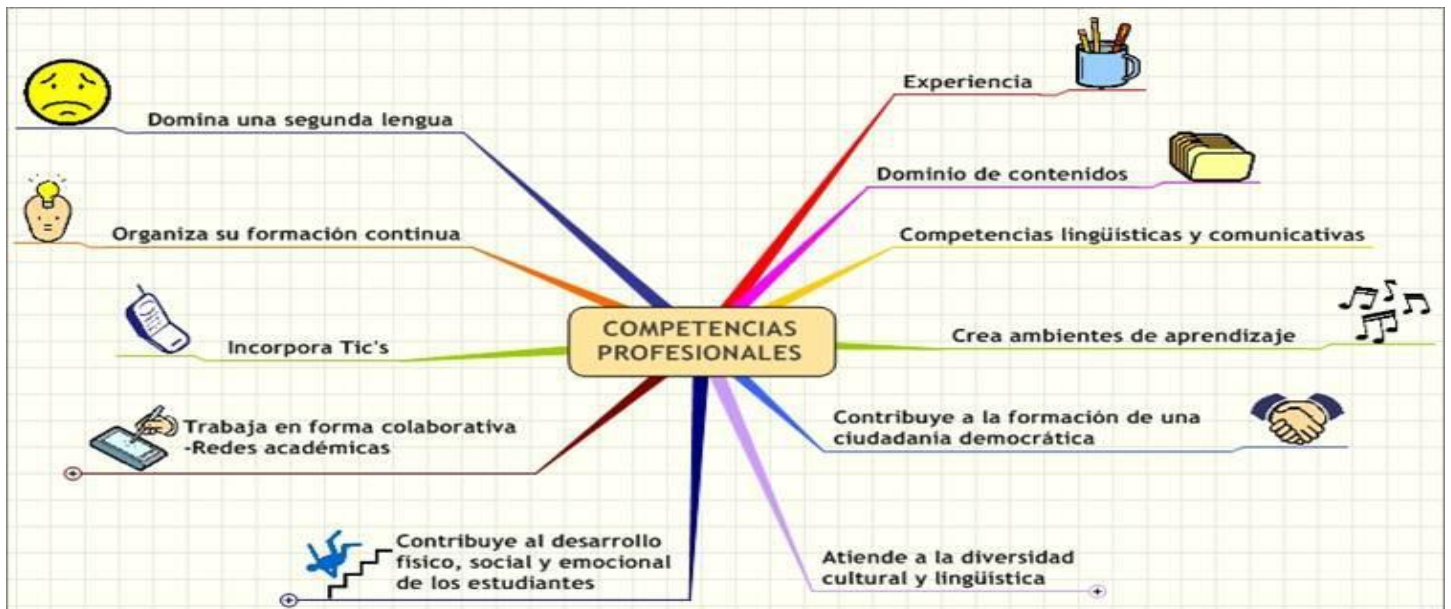 COMPETENCIAS
PROFESIONALES
Experiencia
Dominio de contenidos
Competencias lingüísticas y comunicativas
Crea ambientes de aprendizaje
Contribuye a la formación de una
ciudadanía democrática
Atiende a la diversidad
cultural y lingüística
Contribuye al desarrollo
físico, social y emocional
de los estudiantes
Trabaja en forma colaborativa
-Redes académicas
Incorpora Tic's
Organiza su formación continua
Domina una segunda lengua